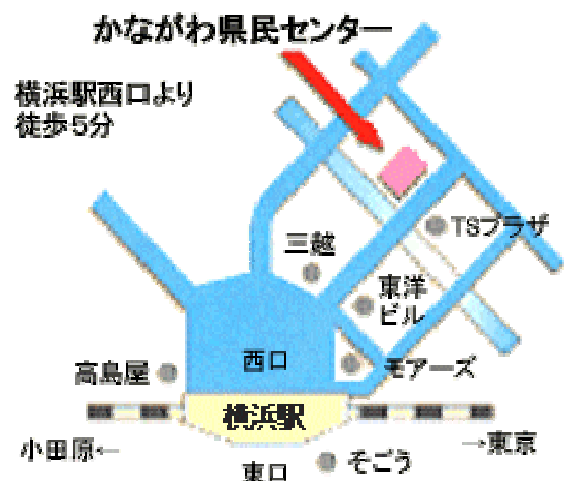 かながわ県民センター
横浜駅西口より
徒歩5分
TSプラザ
三越
東洋
ビル
西口
モアーズ
高島屋
横浜駅
小田原←
→東京
東口
そごう